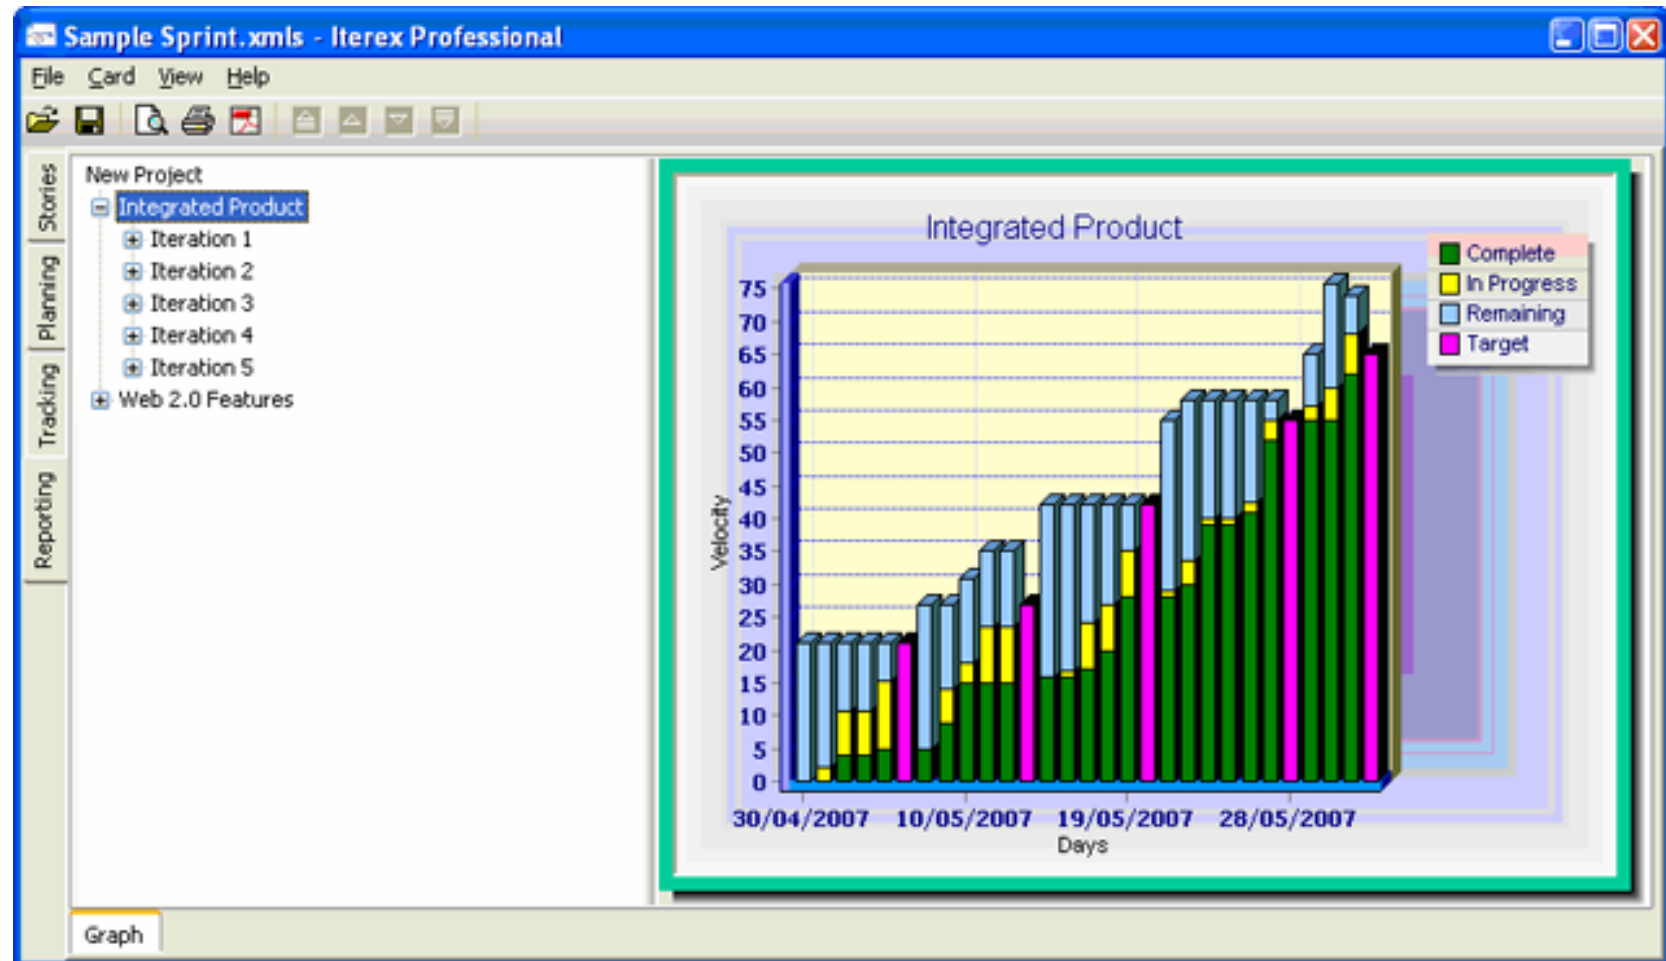 Sample Sprint.xmls - Iterex Professional
File Card View Help
Stories
Planning
Tracking
Reporting
New Project
Integrated Product
Iteration 1
Iteration 2
Iteration 3
Iteration 4
Iteration 5
Web 2.0 Features
Integrated Product
Complete
In Progress
Remaining
Target
Velocity
75
70
65
60
55
50
45
40
35
30
25
20
15
10
5
0
30/04/2007 10/05/2007 19/05/2007 28/05/2007
Days
Graph